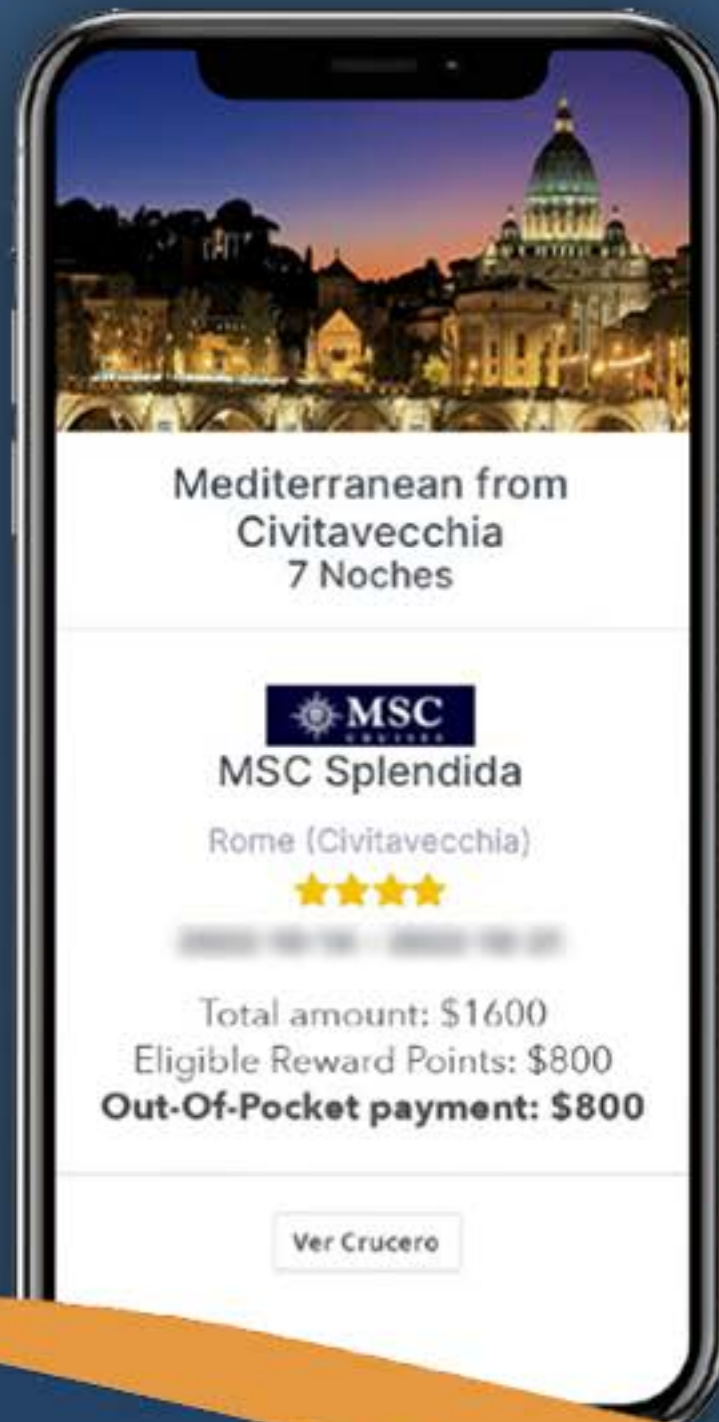 Mediterranean from
Civitavecchia
7 Noches
MSC
CRUISES
MSC Splendida
Rome (Civitavecchia)
Total amount: $1600
Eligible Reward Points: $800
Out-Of-Pocket payment: $800
Ver Crucero